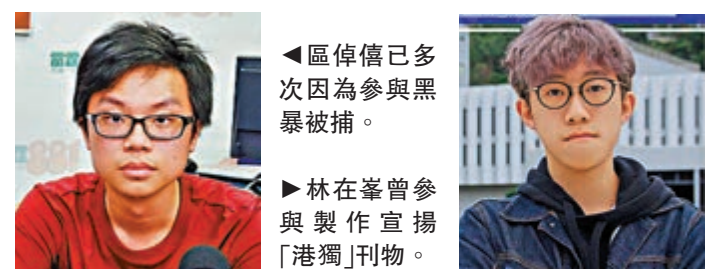 ◀區倬僖已多
次因為參與黑
暴被捕。
▶林在峯曾參
與製作宣揚
「港獨」刊物。